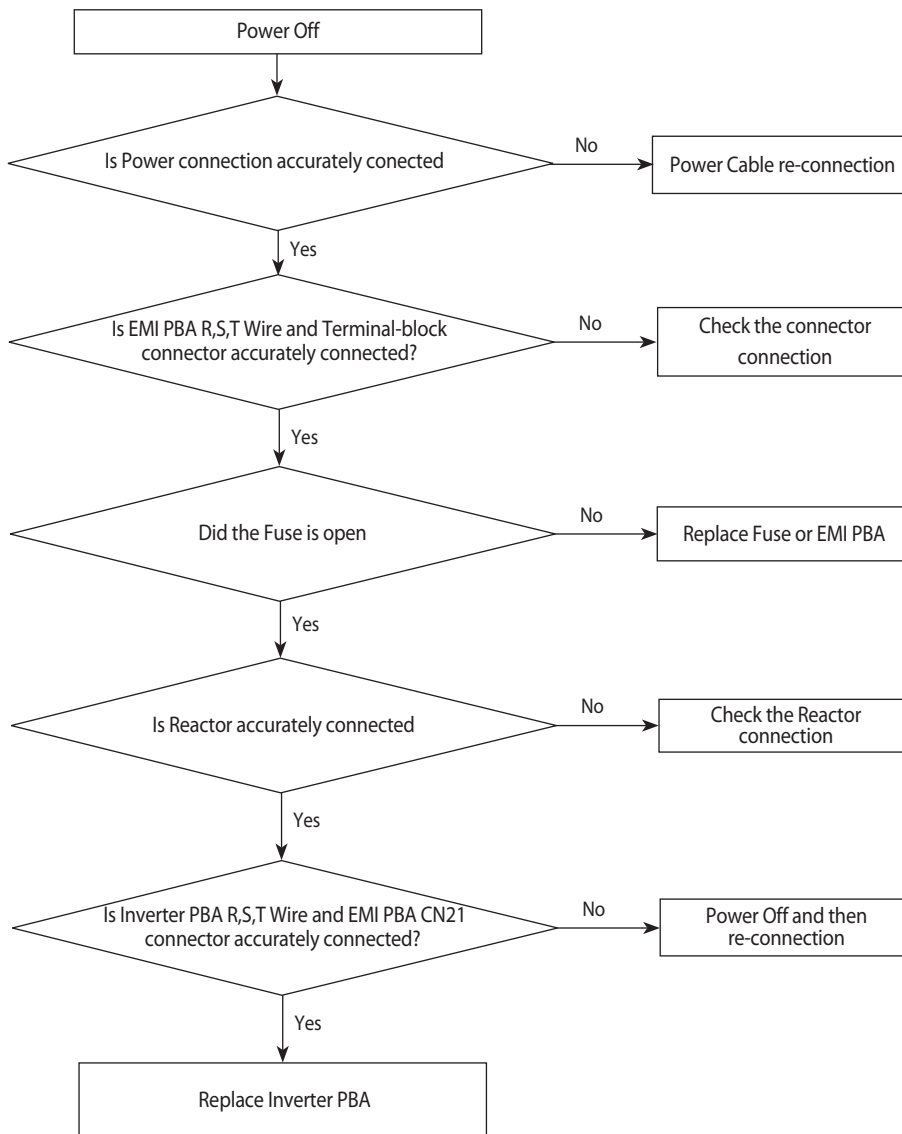 Power Off
Is Power connection accurately conected
No
Power Cable re-connection
Yes
Is EMI PBA R,S,T Wire and Terminal-block
connector accurately connected?
No
Check the connector
connection
Yes
Did the Fuse is open
No
Replace Fuse or EMI PBA
Yes
Is Reactor accurately connected
No
Check the Reactor
connection
Yes
Is Inverter PBA R,S,T Wire and EMI PBA CN21
connector accurately connected?
No
Power Off and then
re-connection
Yes
Replace Inverter PBA